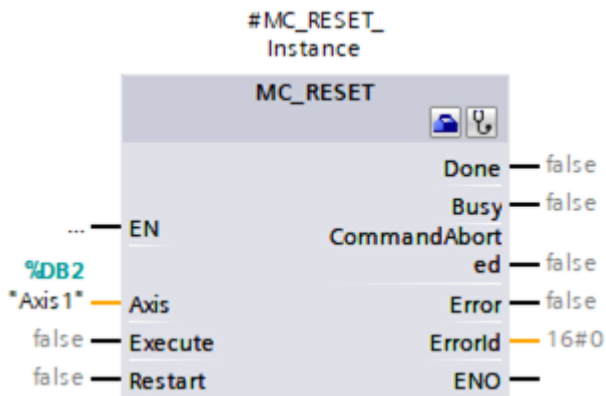 #MC_RESET_
Instance
MC_RESET
Done false
Busy false
... EN
CommandAbort
ed false
%DB2
"Axis1" Axis
Error false
false Execute
ErrorId 16#0
false Restart
ENO